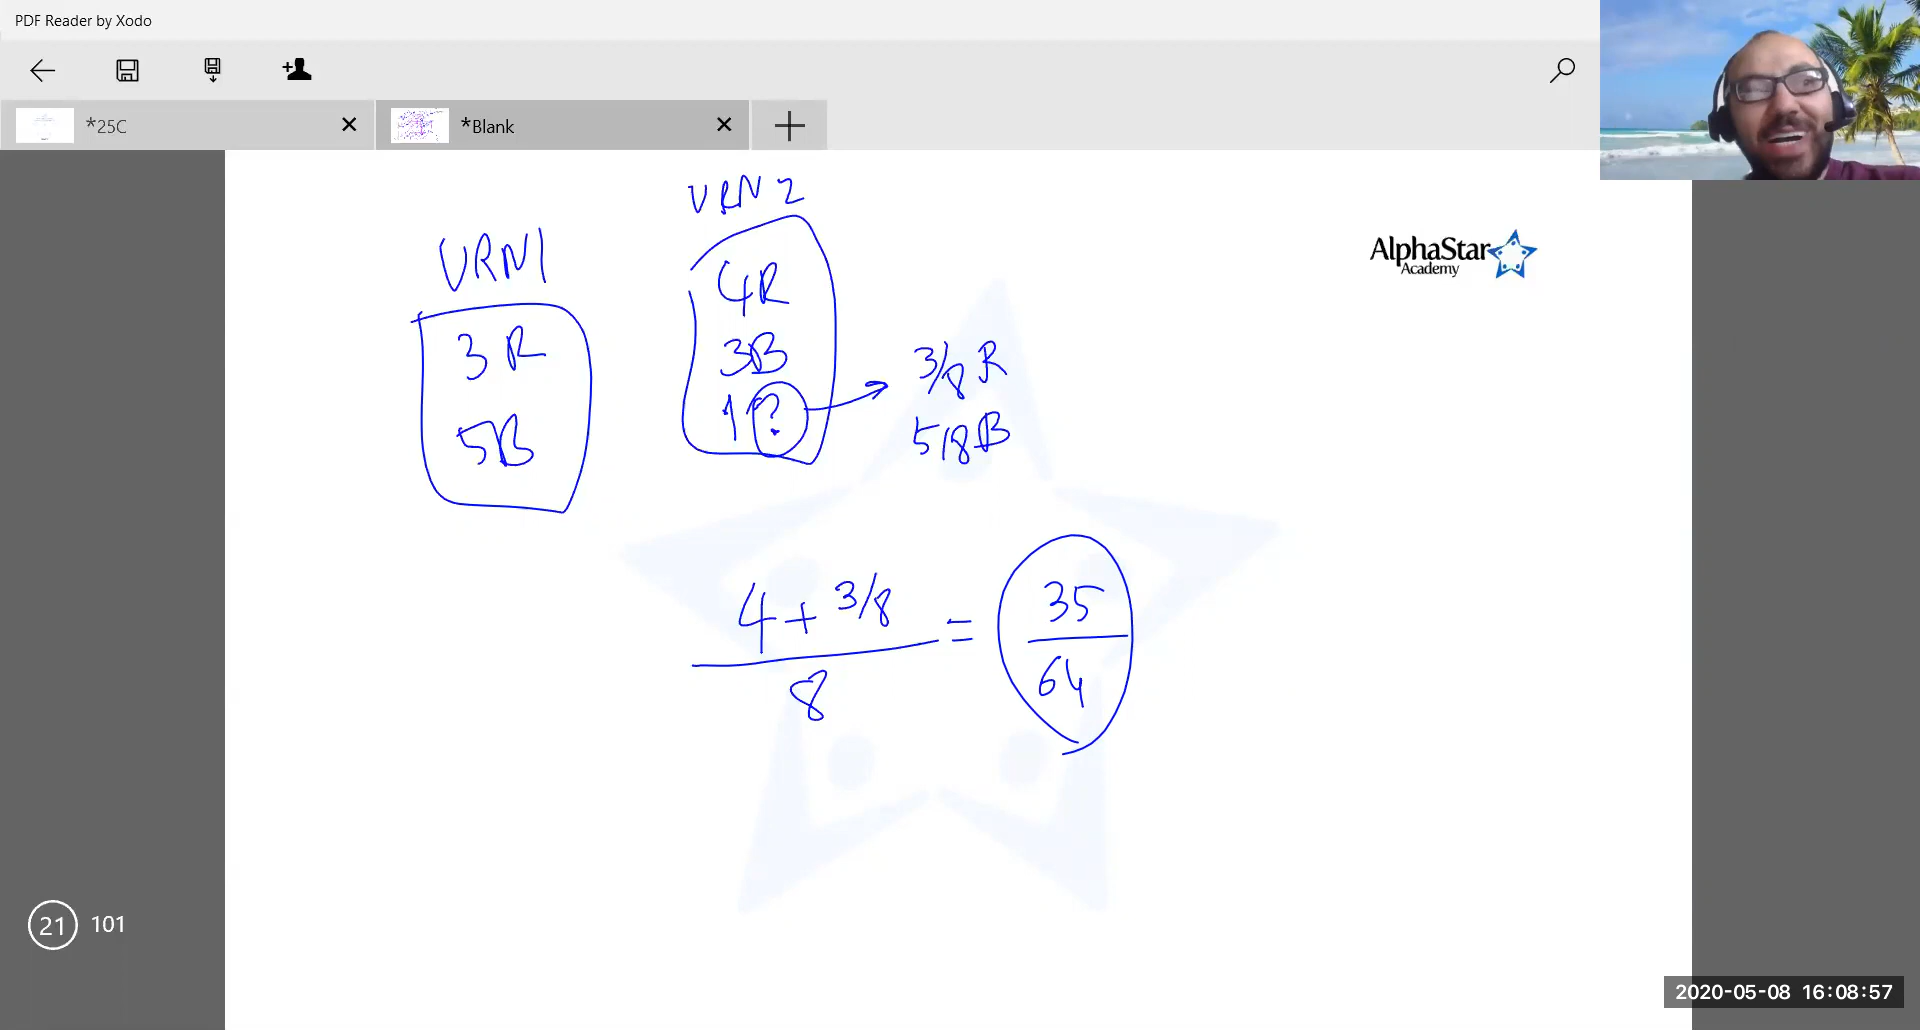 PDF Reader by Xodo
*25C
*Blank
AlphaStar
Academy
URN1
3R
5B
URN 2
4R
3B
1?
3/8 R
5/8 B
4 + 3/8
8
=
35
64
21 101
2020-05-08 16:08:57